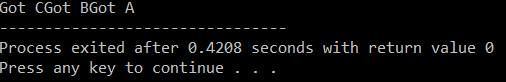 Got CGot BGot A
--------------------------------
Process exited after 0.4208 seconds with return value 0
Press any key to continue . . .